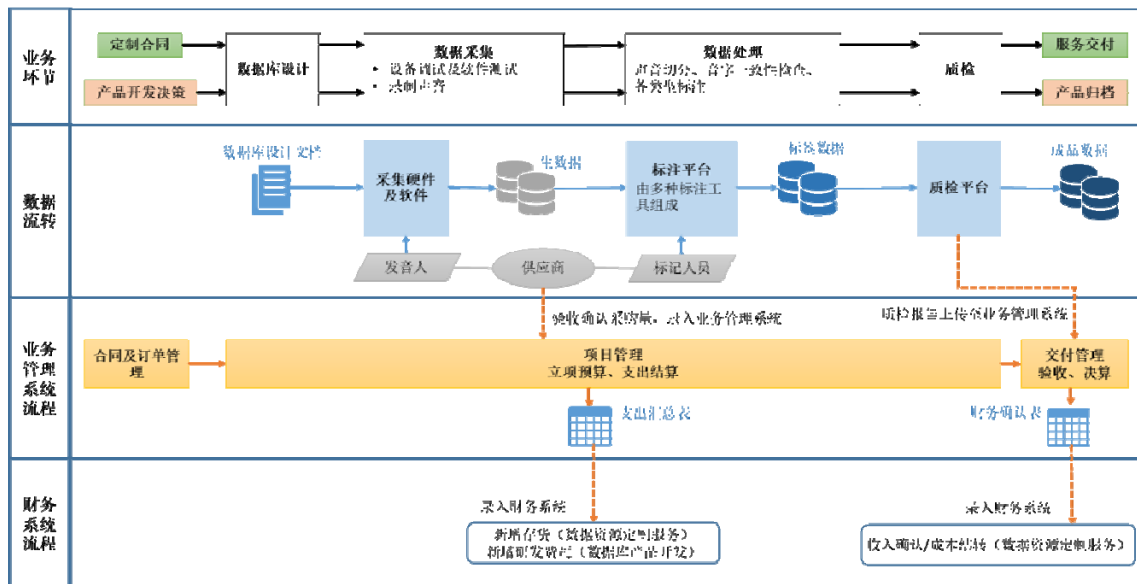 业务
环节
定制合同
产品开发决策
数据库设计
数据采集
• 设备调试及软件测试
• 录制声音
数据处理
声音切分、音字一致性检查、
各类型标注
质检
服务交付
产品归档
数据
流转
数据库设计文档
采集硬件
及软件
生数据
标注平台
由多种标注工
具组成
标签数据
质检平台
成品数据
发音人
供应商
标记人员
业务
管理
系统
流程
验收确认采购量，录入业务管理系统
质检报告上传至业务管理系统
合同及订单管
理
项目管理
立项预算、支出结算
交付管理
验收、决算
支出汇总表
财务确认表
财务
系统
流程
录入财务系统
录入财务系统
新增存货（数据资源定制服务）
新增研发费用（数据库产品开发）
收入确认/成本结转（数据资源定制服务）